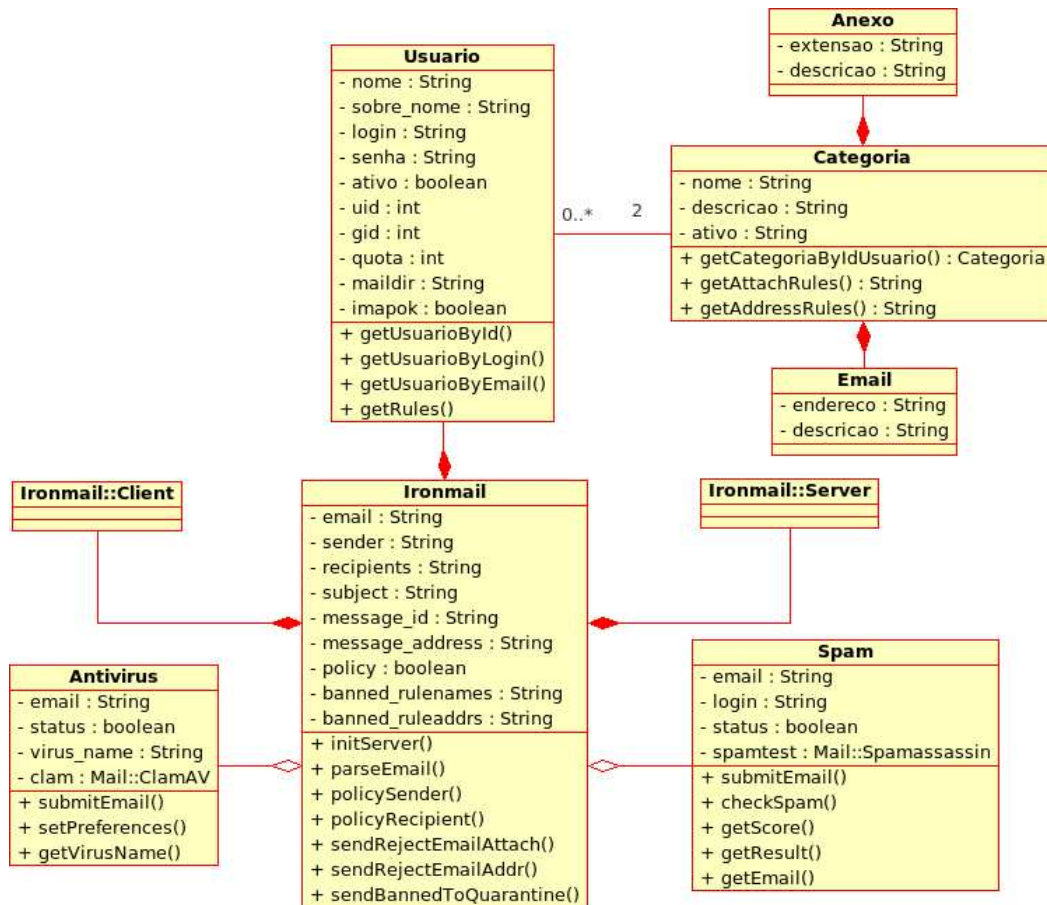 Anexo
- extensao : String
- descricao : String
Usuario
- nome : String
- sobre_nome : String
- login : String
- senha : String
- ativo : boolean
- uid : int
- gid : int
- quota : int
- maildir : String
- imapok : boolean
+ getUsuarioById()
+ getUsuarioByLogin()
+ getUsuarioByEmail()
+ getRules()
0..*
2
Categoria
- nome : String
- descricao : String
- ativo : String
+ getCategoriaByIdUsuario() : Categoria
+ getAttachRules() : String
+ getAddressRules() : String
Email
- endereco : String
- descricao : String
Ironmail::Client
Ironmail
- email : String
- sender : String
- recipients : String
- subject : String
- message_id : String
- message_address : String
- policy : boolean
- banned_rulenames : String
- banned_ruleaddrs : String
+ initServer()
+ parseEmail()
+ policySender()
+ policyRecipient()
+ sendRejectEmailAttach()
+ sendRejectEmailAddr()
+ sendBannedToQuarantine()
Ironmail::Server
Antivirus
- email : String
- status : boolean
- virus_name : String
- clam : Mail::ClamAV
+ submitEmail()
+ setPreferences()
+ getVirusName()
Spam
- email : String
- login : String
- status : boolean
- spamtest : Mail::Spamassassin
+ submitEmail()
+ checkSpam()
+ getScore()
+ getResult()
+ getEmail()